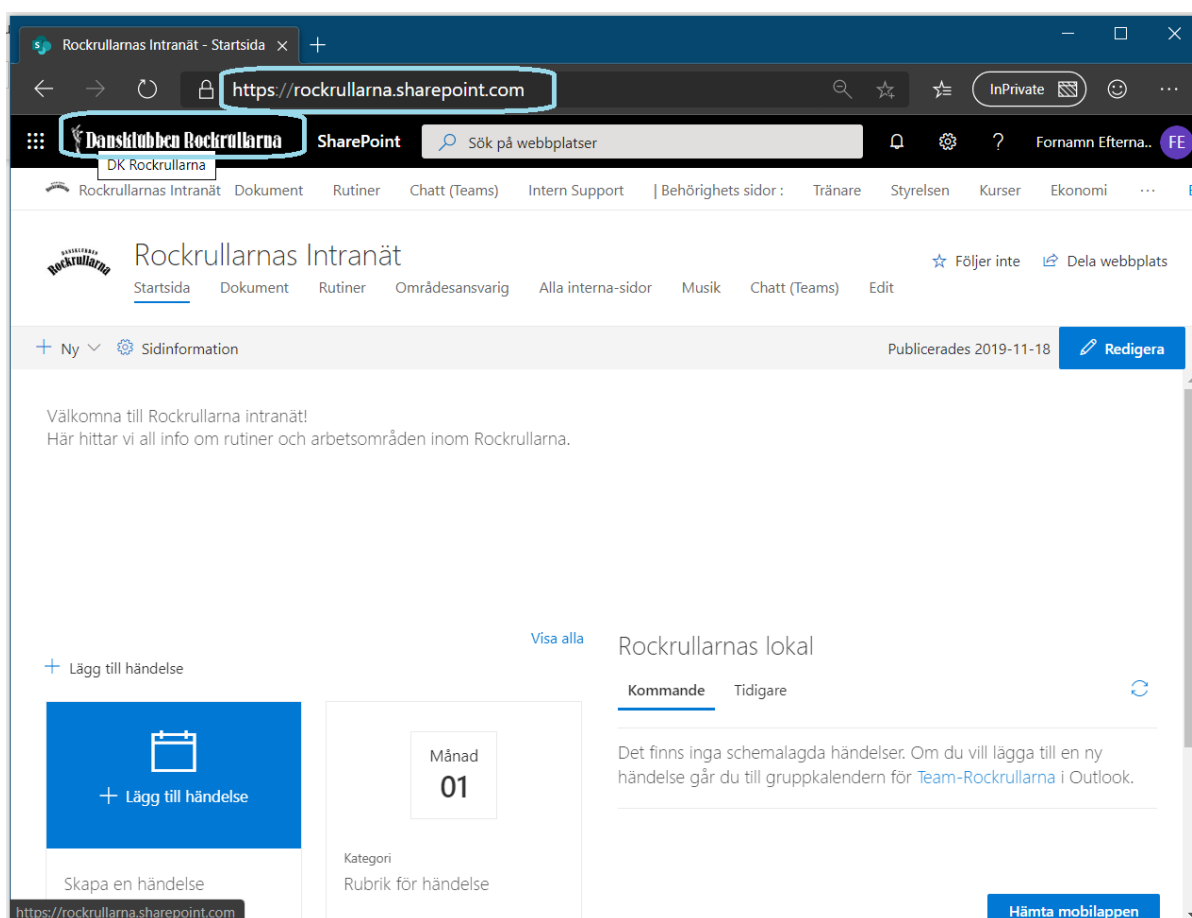 Rockrullarnas Intranät - Startsida
https://rockrullarna.sharepoint.com
InPrivate
Dansklubben Rockrullarna SharePoint Sök på webbplatser ? Fornamn Efterna.. FE
DK Rockrullarna
Rockrullarnas Intranät Dokument Rutiner Chatt (Teams) Intern Support | Behörighets sidor : Tränare Styrelsen Kurser Ekonomi ...
DANSKLUBBEN
Rockrullarna
Rockrullarnas Intranät
Följer inte Dela webbplats
Startsida Dokument Rutiner Områdesansvarig Alla interna-sidor Musik Chatt (Teams) Edit
+ Ny Sidinformation Publicerades 2019-11-18 Redigera
Välkomna till Rockrullarna intranät!
Här hittar vi all info om rutiner och arbetsområden inom Rockrullarna.
Visa alla
+ Lägg till händelse
Rockrullarnas lokal
Kommande Tidigare
Det finns inga schemalagda händelser. Om du vill lägga till en ny
händelse går du till gruppkalendern för Team-Rockrullarna i Outlook.
+ Lägg till händelse
Månad
01
Kategori
Skapa en händelse
Rubrik för händelse
Hämta mobilappen
https://rockrullarna.sharepoint.com